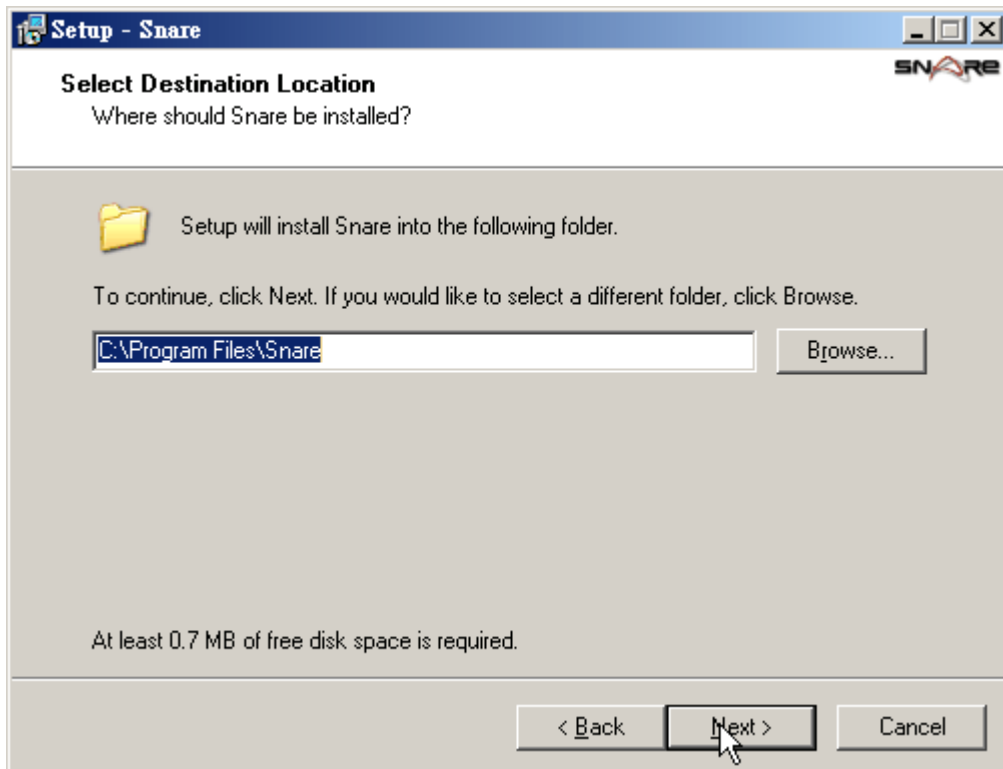 Setup - Snare
SNARE
Select Destination Location
Where should Snare be installed?
Setup will install Snare into the following folder.
To continue, click Next. If you would like to select a different folder, click Browse.
C:\Program Files\Snare
Browse...
At least 0.7 MB of free disk space is required.
< Back
Next >
Cancel